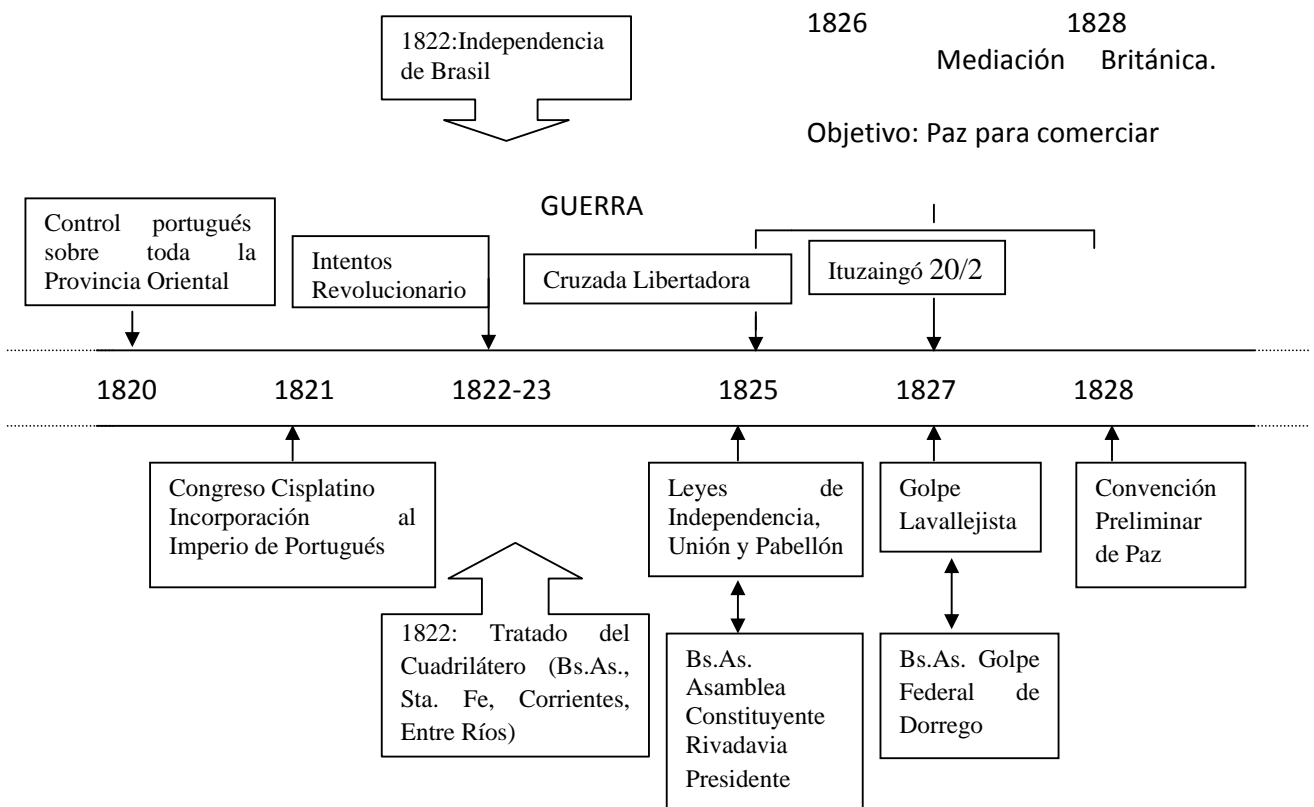 1822:Independencia
de Brasil
1826 1828
Mediación Británica.
Objetivo: Paz para comerciar
GUERRA
Control portugués
sobre toda la
Provincia Oriental
Intentos
Revolucionario
Cruzada Libertadora
Ituzaingó 20/2
1820 1821 1822-23 1825 1827 1828
Congreso Cisplatino
Incorporación al
Imperio de Portugués
Leyes de
Independencia,
Unión y Pabellón
Golpe
Lavallejista
Convención
Preliminar
de Paz
1822: Tratado del
Cuadrilátero (Bs.As.,
Sta. Fe, Corrientes,
Entre Ríos)
Bs.As.
Asamblea
Constituyente
Rivadavia
Presidente
Bs.As. Golpe
Federal de
Dorrego